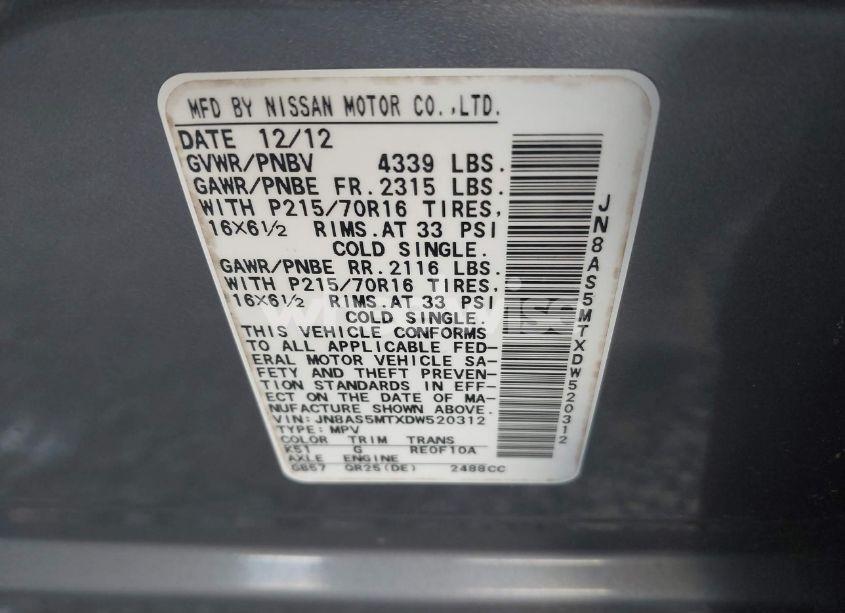 MFD BY NISSAN MOTOR CO.,LTD.
DATE 12/12
GVWR/PNBV 4339 LBS.
GAWR/PNBE FR.2315 LBS.
WITH P215/70R16 TIRES,
16X6½ RIMS.AT 33 PSI
COLD SINGLE.
GAWR/PNBE RR.2116 LBS.
WITH P215/70R16 TIRES,
16X6½ RIMS.AT 33 PSI
COLD SINGLE.
THIS VEHICLE CONFORMS
TO ALL APPLICABLE FED-
ERAL MOTOR VEHICLE SA-
FETY AND THEFT PREVEN-
TION STANDARDS IN EFF-
ECT ON THE DATE OF MA-
NUFACTURE SHOWN ABOVE.
VIN: JN8AS5MTXDW520312
TYPE: MPV
COLOR TRIM TRANS
K51 G RE0F10A
AXLE ENGINE
GB57 QR25(DE) 2488CC
JN8AS5MTXDW520312